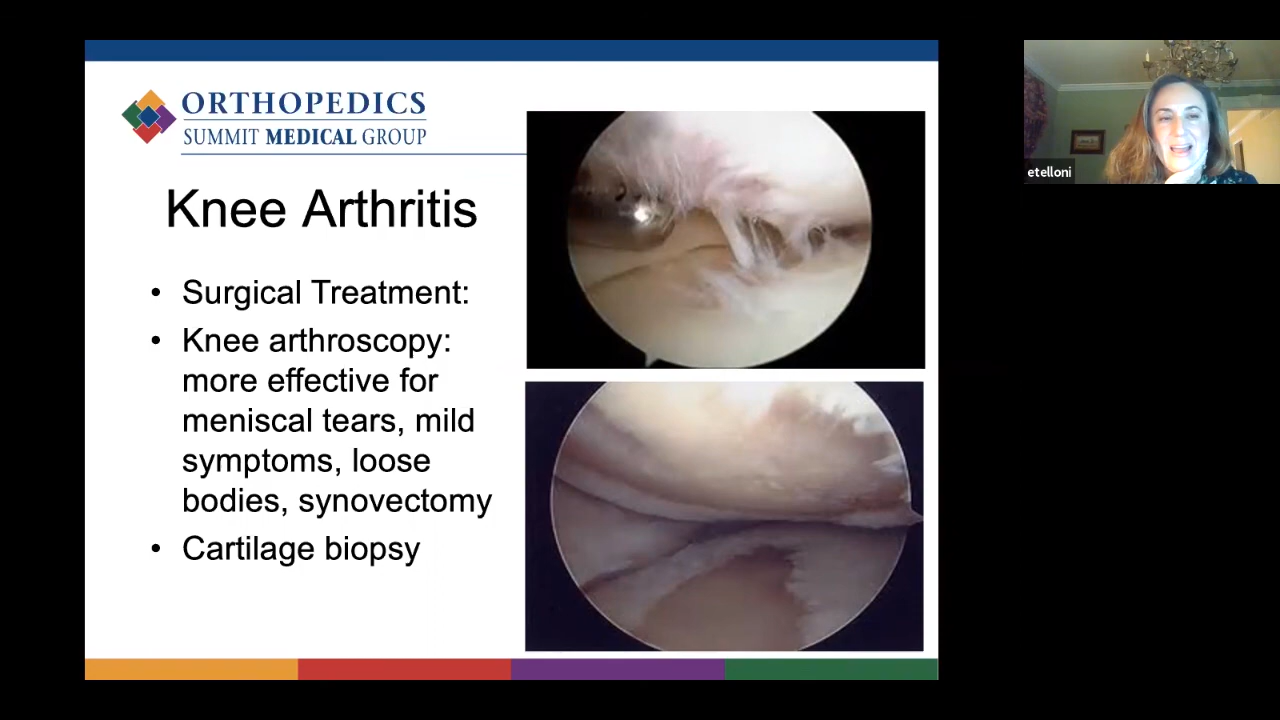 ORTHOPEDICS
SUMMIT MEDICAL GROUP
Knee Arthritis
• Surgical Treatment:
• Knee arthroscopy:
more effective for
meniscal tears, mild
symptoms, loose
bodies, synovectomy
• Cartilage biopsy
etelloni